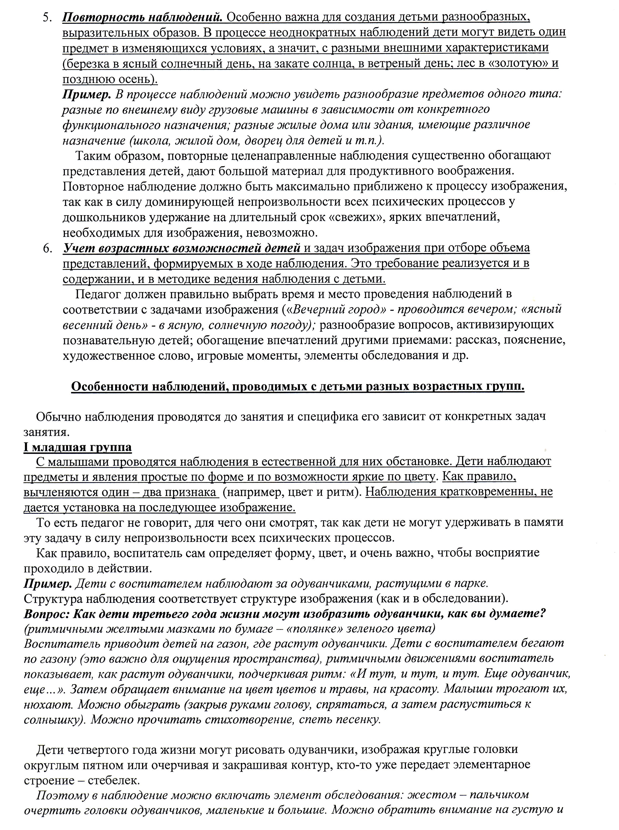 5. Повторность наблюдений. Особенно важна для создания детьми разнообразных,
выразительных образов. В процессе неоднократных наблюдений дети могут видеть один
предмет в изменяющихся условиях, а значит, с разными внешними характеристиками
(березка в ясный солнечный день, на закате солнца, в ветреный день; лес в «золотую» и
позднюю осень).
Пример. В процессе наблюдений можно увидеть разнообразие предметов одного типа:
разные по внешнему виду грузовые машины в зависимости от конкретного
функционального назначения; разные жилые дома или здания, имеющие различное
назначение (школа, жилой дом, дворец для детей и т.п.).
Таким образом, повторные целенаправленные наблюдения существенно обогащают
представления детей, дают большой материал для продуктивного воображения.
Повторное наблюдение должно быть максимально приближено к процессу изображения,
так как в силу доминирующей непроизвольности всех психических процессов у
дошкольников удержание на длительный срок «свежих», ярких впечатлений,
необходимых для изображения, невозможно.
6. Учет возрастных возможностей детей и задач изображения при отборе объема
представлений, формируемых в ходе наблюдения. Это требование реализуется и в
содержании, и в методике ведения наблюдения с детьми.
Педагог должен правильно выбрать время и место проведения наблюдений в
соответствии с задачами изображения («Вечерний город» - проводится вечером; «ясный
весенний день» - в ясную, солнечную погоду); разнообразие вопросов, активизирующих
познавательную детей; обогащение впечатлений другими приемами: рассказ, пояснение,
художественное слово, игровые моменты, элементы обследования и др.
Особенности наблюдений, проводимых с детьми разных возрастных групп.
Обычно наблюдения проводятся до занятия и специфика его зависит от конкретных задач
занятия.
I младшая группа
С малышами проводятся наблюдения в естественной для них обстановке. Дети наблюдают
предметы и явления простые по форме и по возможности яркие по цвету. Как правило,
вычленяются один – два признака (например, цвет и ритм). Наблюдения кратковременны, не
дается установка на последующее изображение.
То есть педагог не говорит, для чего они смотрят, так как дети не могут удерживать в памяти
эту задачу в силу непроизвольности всех психических процессов.
Как правило, воспитатель сам определяет форму, цвет, и очень важно, чтобы восприятие
проходило в действии.
Пример. Дети с воспитателем наблюдают за одуванчиками, растущими в парке.
Структура наблюдения соответствует структуре изображения (как и в обследовании).
Вопрос: Как дети третьего года жизни могут изобразить одуванчики, как вы думаете?
(ритмичными желтыми мазками по бумаге – «полянке» зеленого цвета)
Воспитатель приводит детей на газон, где растут одуванчики. Дети с воспитателем бегают
по газону (это важно для ощущения пространства), ритмичными движениями воспитатель
показывает, как растут одуванчики, подчеркивая ритм: «И тут, и тут, и тут. Еще одуванчик,
еще…». Затем обращает внимание на цвет цветов и травы, на красоту. Малыши трогают их,
нюхают. Можно обыграть (закрыв руками голову, спрятаться, а затем распуститься к
солнышку). Можно прочитать стихотворение, спеть песенку.
Дети четвертого года жизни могут рисовать одуванчики, изображая круглые головки
округлым пятном или очерчивая и закрашивая контур, кто-то уже передает элементарное
строение – стебелек.
Поэтому в наблюдение можно включать элемент обследования: жестом – пальчиком
очертить головки одуванчиков, маленькие и большие. Можно обратить внимание на густую и